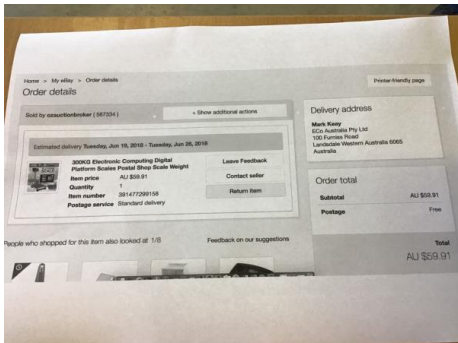 Home > My eBay > Order details
Printer-friendly page
Order details
Sold by ozauctionbroker ( 587334 )
+ Show additional actions
Estimated delivery Tuesday, Jun 19, 2018 - Tuesday, Jun 26, 2018
300KG Electronic Computing Digital
Platform Scales Postal Shop Scale Weight
Item price AU $59.91
Quantity 1
Item number 391477299158
Postage service Standard delivery
Leave Feedback
Contact seller
Return item
Delivery address
Mark Keay
ECo Australia Pty Ltd
100 Furniss Road
Landsdale Western Australia 6065
Australia
Order total
Subtotal AU $59.91
Postage Free
Total
AU $59.91
People who shopped for this item also looked at 1/8
Feedback on our suggestions